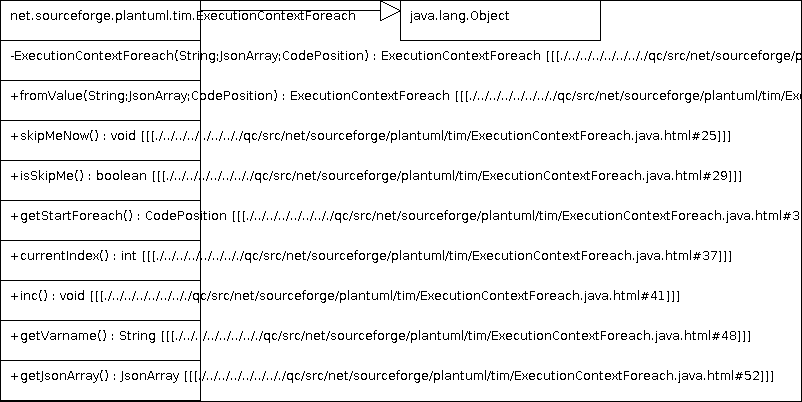 net.sourceforge.plantuml.tim.ExecutionContextForeach
java.lang.Object
-ExecutionContextForeach(String;JsonArray;CodePosition) : ExecutionContextForeach [[[./../../../../../../../qc/src/net/sourceforge/p
+fromValue(String;JsonArray;CodePosition) : ExecutionContextForeach [[[./../../../../../../../qc/src/net/sourceforge/plantuml/tim/Ex
+skipMeNow() : void [[[./../../../../../../../qc/src/net/sourceforge/plantuml/tim/ExecutionContextForeach.java.html#25]]]
+isSkipMe() : boolean [[[./../../../../../../../qc/src/net/sourceforge/plantuml/tim/ExecutionContextForeach.java.html#29]]]
+getStartForeach() : CodePosition [[[./../../../../../../../qc/src/net/sourceforge/plantuml/tim/ExecutionContextForeach.java.html#3
+currentIndex() : int [[[./../../../../../../../qc/src/net/sourceforge/plantuml/tim/ExecutionContextForeach.java.html#37]]]
+inc() : void [[[./../../../../../../../qc/src/net/sourceforge/plantuml/tim/ExecutionContextForeach.java.html#41]]]
+getVarname() : String [[[./../../../../../../../qc/src/net/sourceforge/plantuml/tim/ExecutionContextForeach.java.html#48]]]
+getJsonArray() : JsonArray [[[./../../../../../../../qc/src/net/sourceforge/plantuml/tim/ExecutionContextForeach.java.html#52]]]